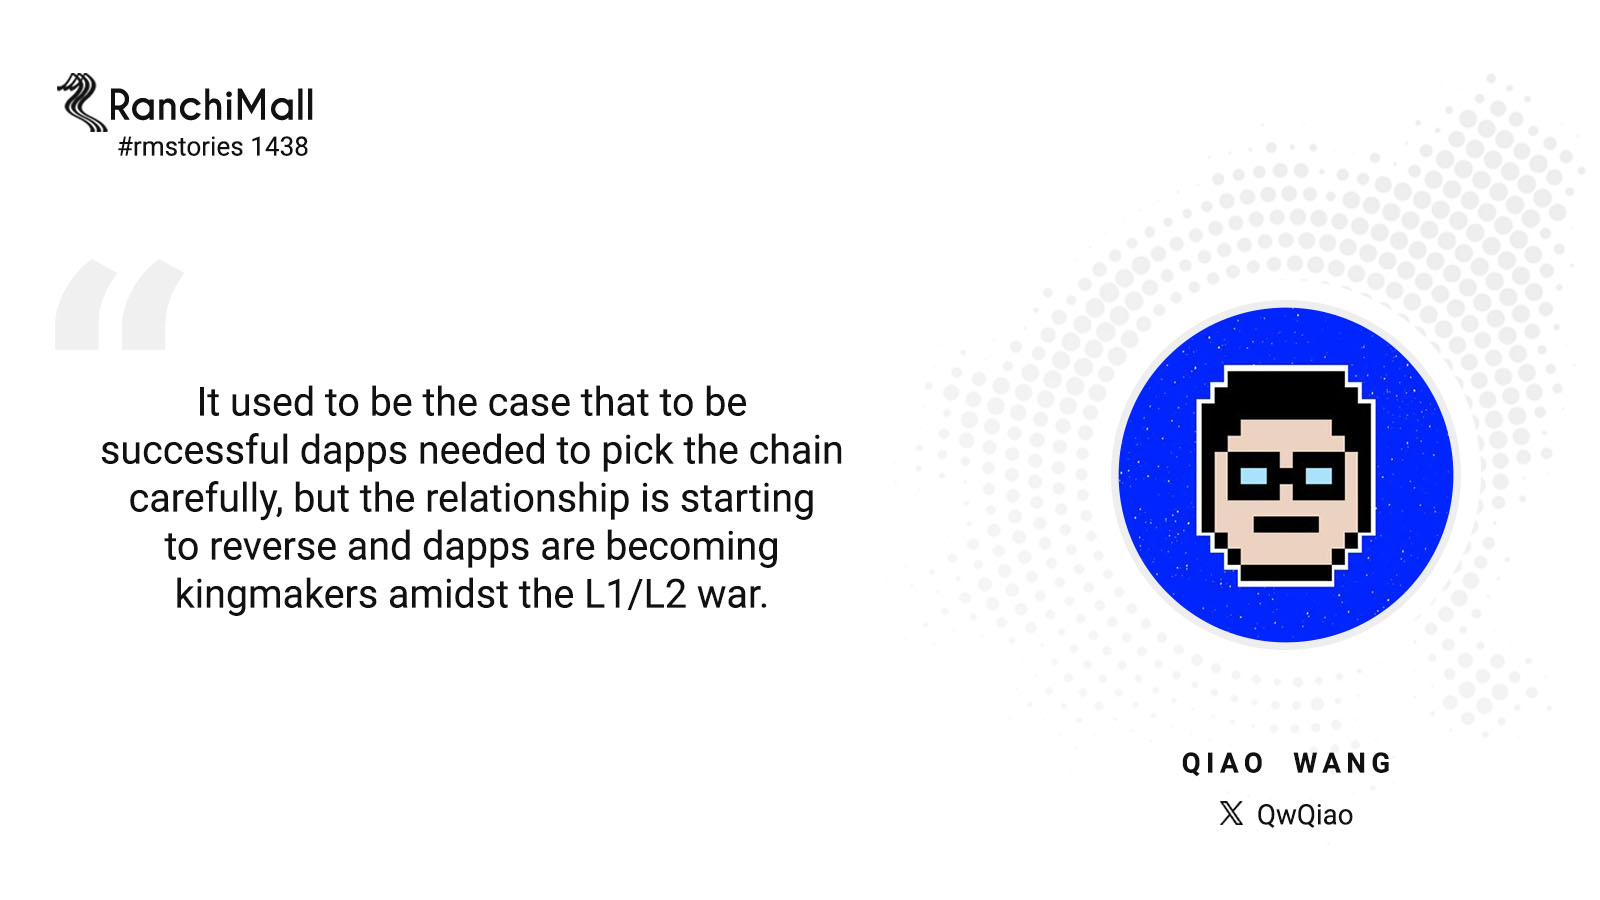 RanchiMall
#rmstories 1438
“
It used to be the case that to be
successful dapps needed to pick the chain
carefully, but the relationship is starting
to reverse and dapps are becoming
kingmakers amidst the L1/L2 war.
QIAO WANG
𝕏 QwQiao